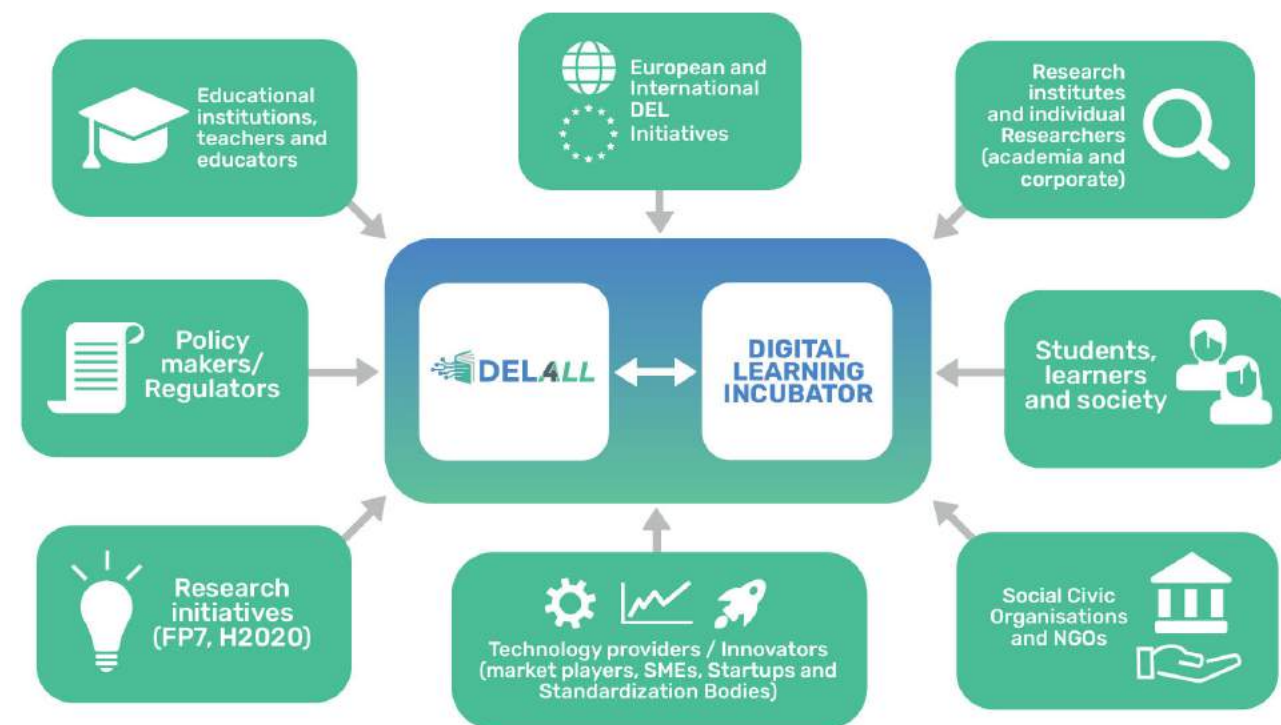 Educational
institutions,
teachers and
educators
European and
International
DEL
Initiatives
Research
institutes
and individual
Researchers
(academia and
corporate)
Policy
makers/
Regulators
DEL4ALL
DIGITAL
LEARNING
INCUBATOR
Students,
learners
and society
Research
initiatives
(FP7, H2020)
Technology providers / Innovators
(market players, SMEs, Startups and
Standardization Bodies)
Social Civic
Organisations
and NGOs